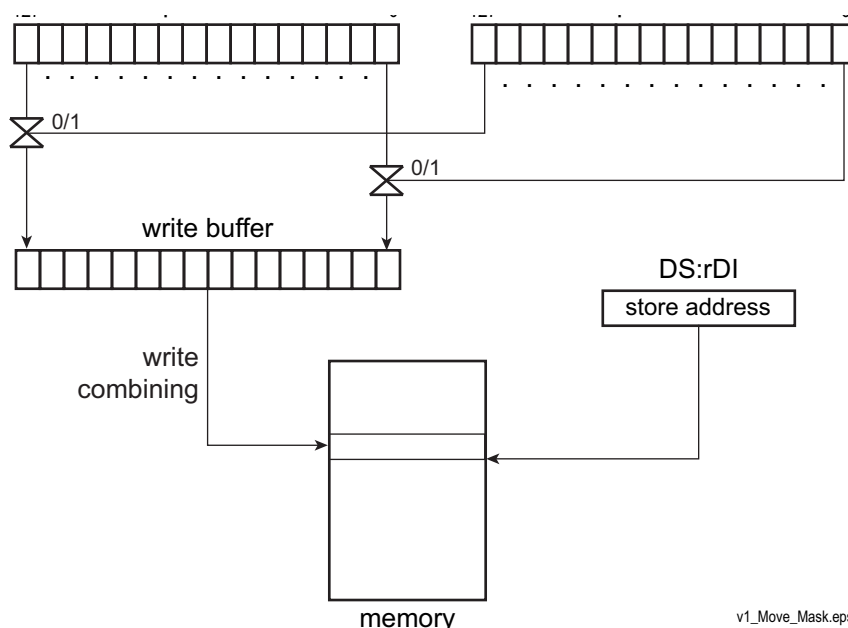 0/1
0/1
write buffer
DS:rDI
store address
write
combining
memory
v1_Move_Mask.eps